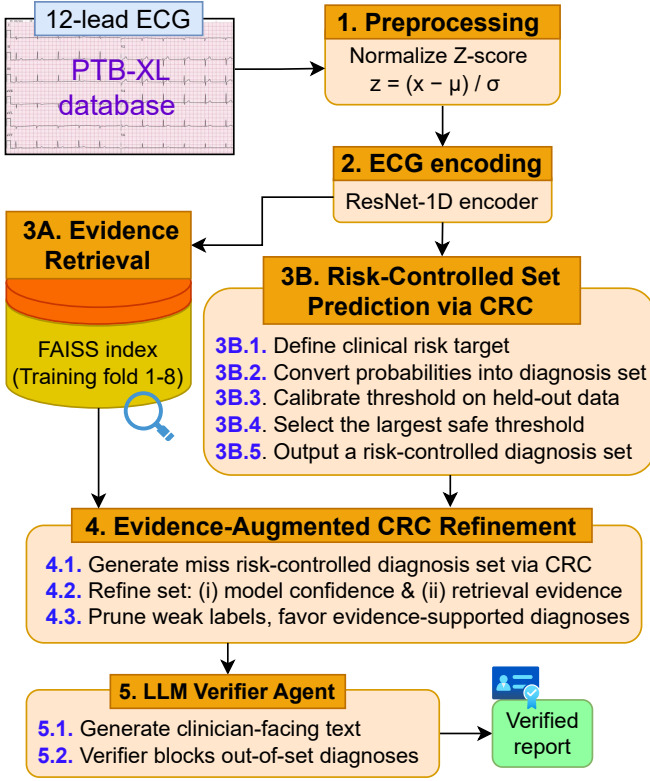 12-lead ECG
PTB-XL
database
1. Preprocessing
Normalize Z-score
z = (x − μ) / σ
2. ECG encoding
ResNet-1D encoder
3A. Evidence
Retrieval
FAISS index
(Training fold 1-8)
3B. Risk-Controlled Set
Prediction via CRC
3B.1. Define clinical risk target
3B.2. Convert probabilities into diagnosis set
3B.3. Calibrate threshold on held-out data
3B.4. Select the largest safe threshold
3B.5. Output a risk-controlled diagnosis set
4. Evidence-Augmented CRC Refinement
4.1. Generate miss risk-controlled diagnosis set via CRC
4.2. Refine set: (i) model confidence & (ii) retrieval evidence
4.3. Prune weak labels, favor evidence-supported diagnoses
5. LLM Verifier Agent
5.1. Generate clinician-facing text
5.2. Verifier blocks out-of-set diagnoses
Verified
report